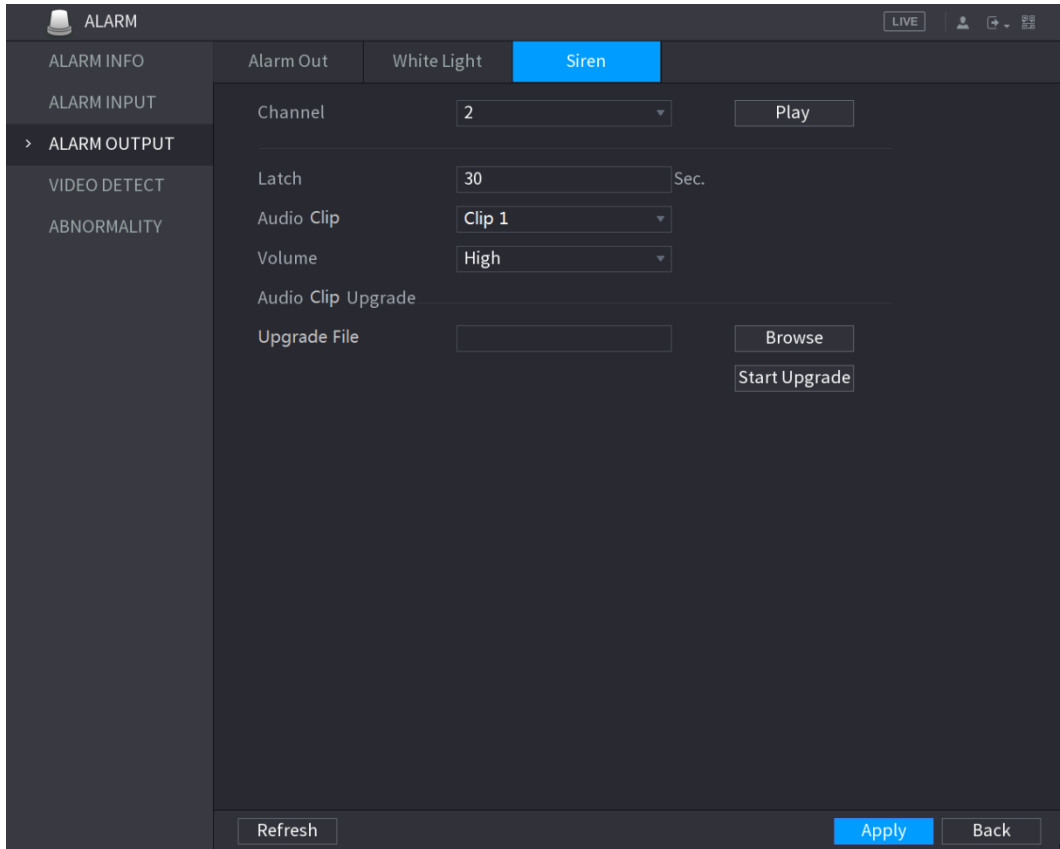 ALARM
LIVE
ALARM INFO
ALARM INPUT
> ALARM OUTPUT
VIDEO DETECT
ABNORMALITY
Alarm Out White Light Siren
Channel 2 Play
Latch 30 Sec.
Audio Clip Clip 1
Volume High
Audio Clip Upgrade
Upgrade File Browse
Start Upgrade
Refresh Apply Back